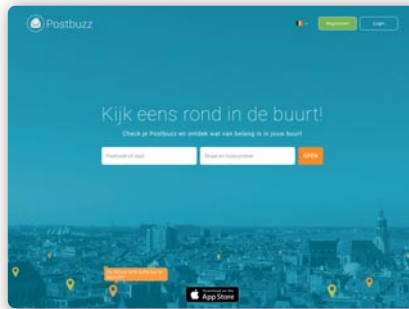 Postbuzz
Registreren
Login
Kijk eens rond in de buurt!
Check je Postbuzz en ontdek wat van belang is in jouw buurt
Postcode of stad
Straat en huisnummer
OPEN
Download on the
App Store